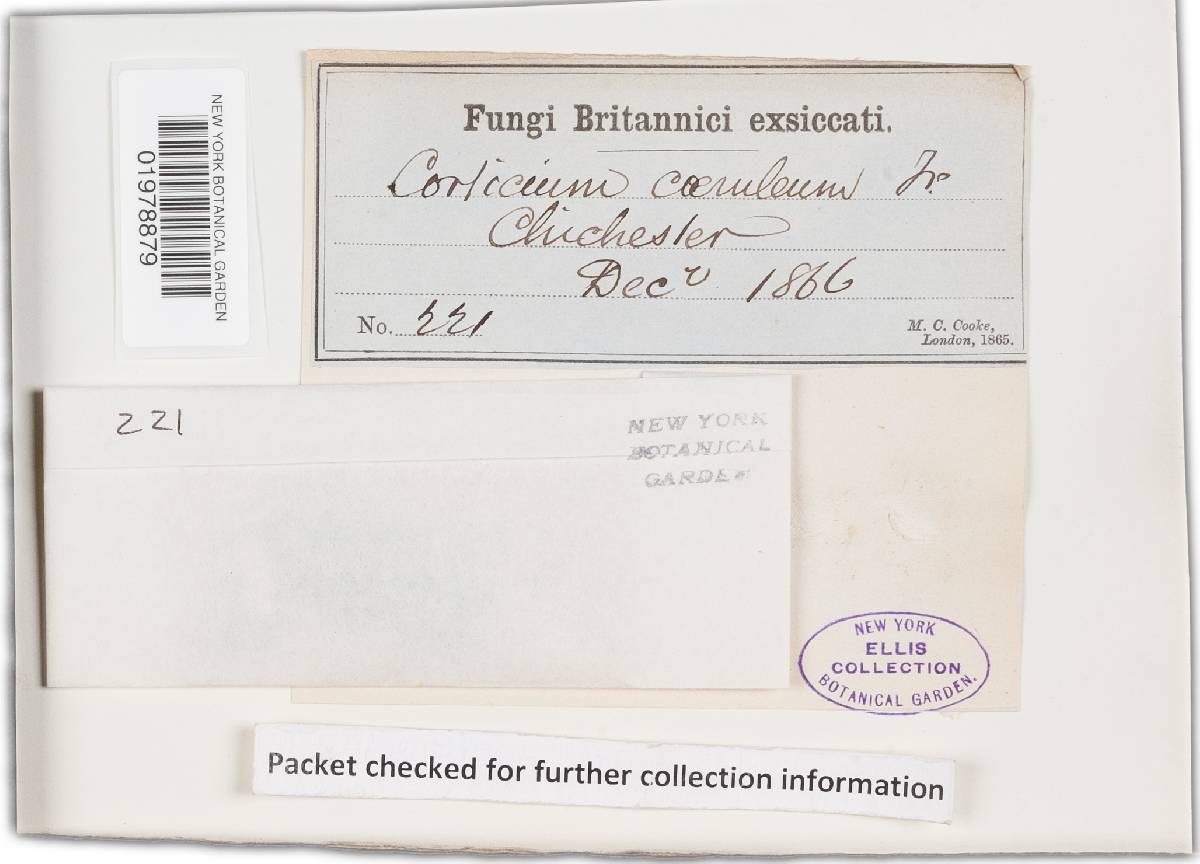 NEW YORK BOTANICAL GARDEN
01978879
Fungi Britannici exsiccati.
Corticium cœruleum Fr.
Chichester
Decr 1866
No. 221
M. C. Cooke,
London, 1865.
221
NEW YORK
BOTANICAL
GARDEN
NEW YORK
ELLIS
COLLECTION
BOTANICAL GARDEN.
Packet checked for further collection information